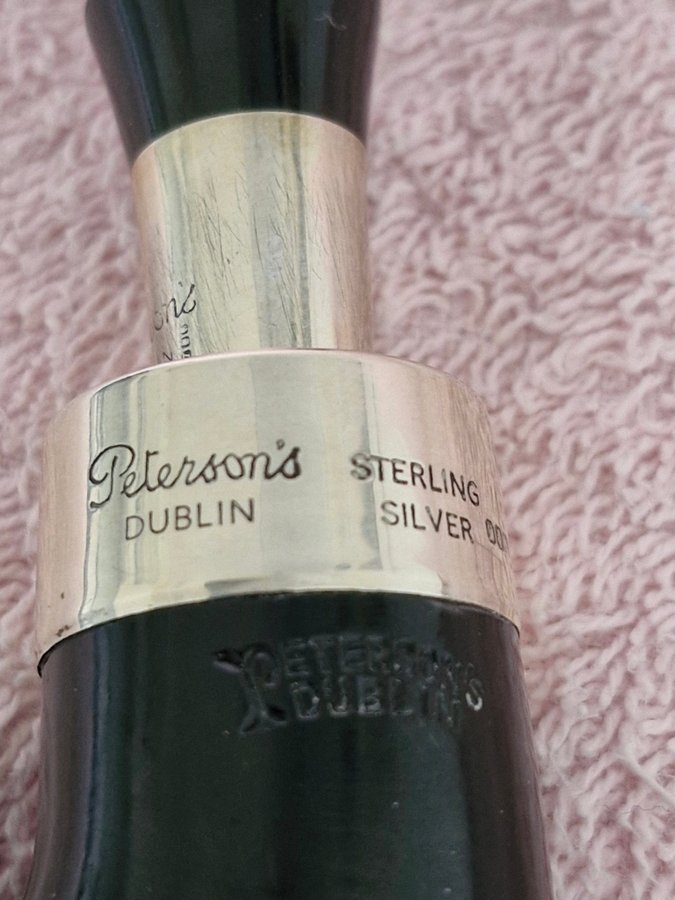 Peterson's
DUBLIN
STERLING
SILVER
PETERSON'S
DUBLIN